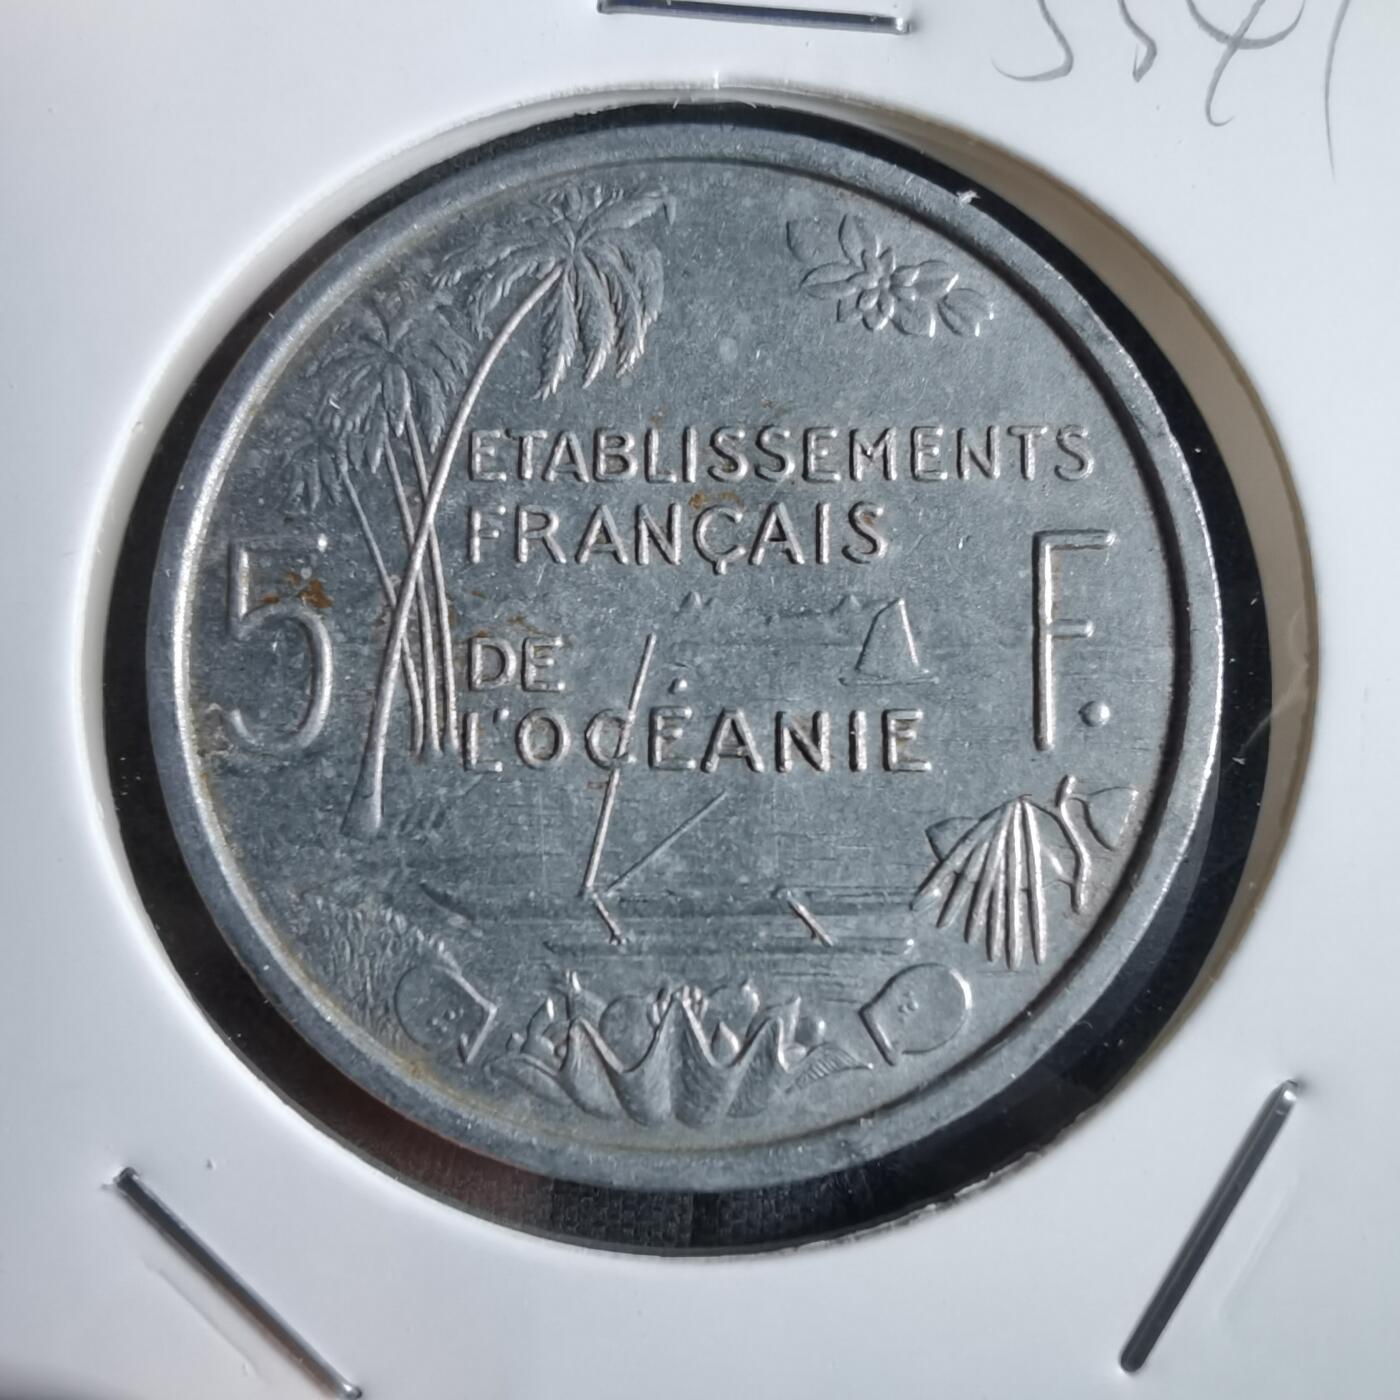 ETABLISSEMENTS
FRANÇAIS
5 F.
DE
L'OCÉANIE